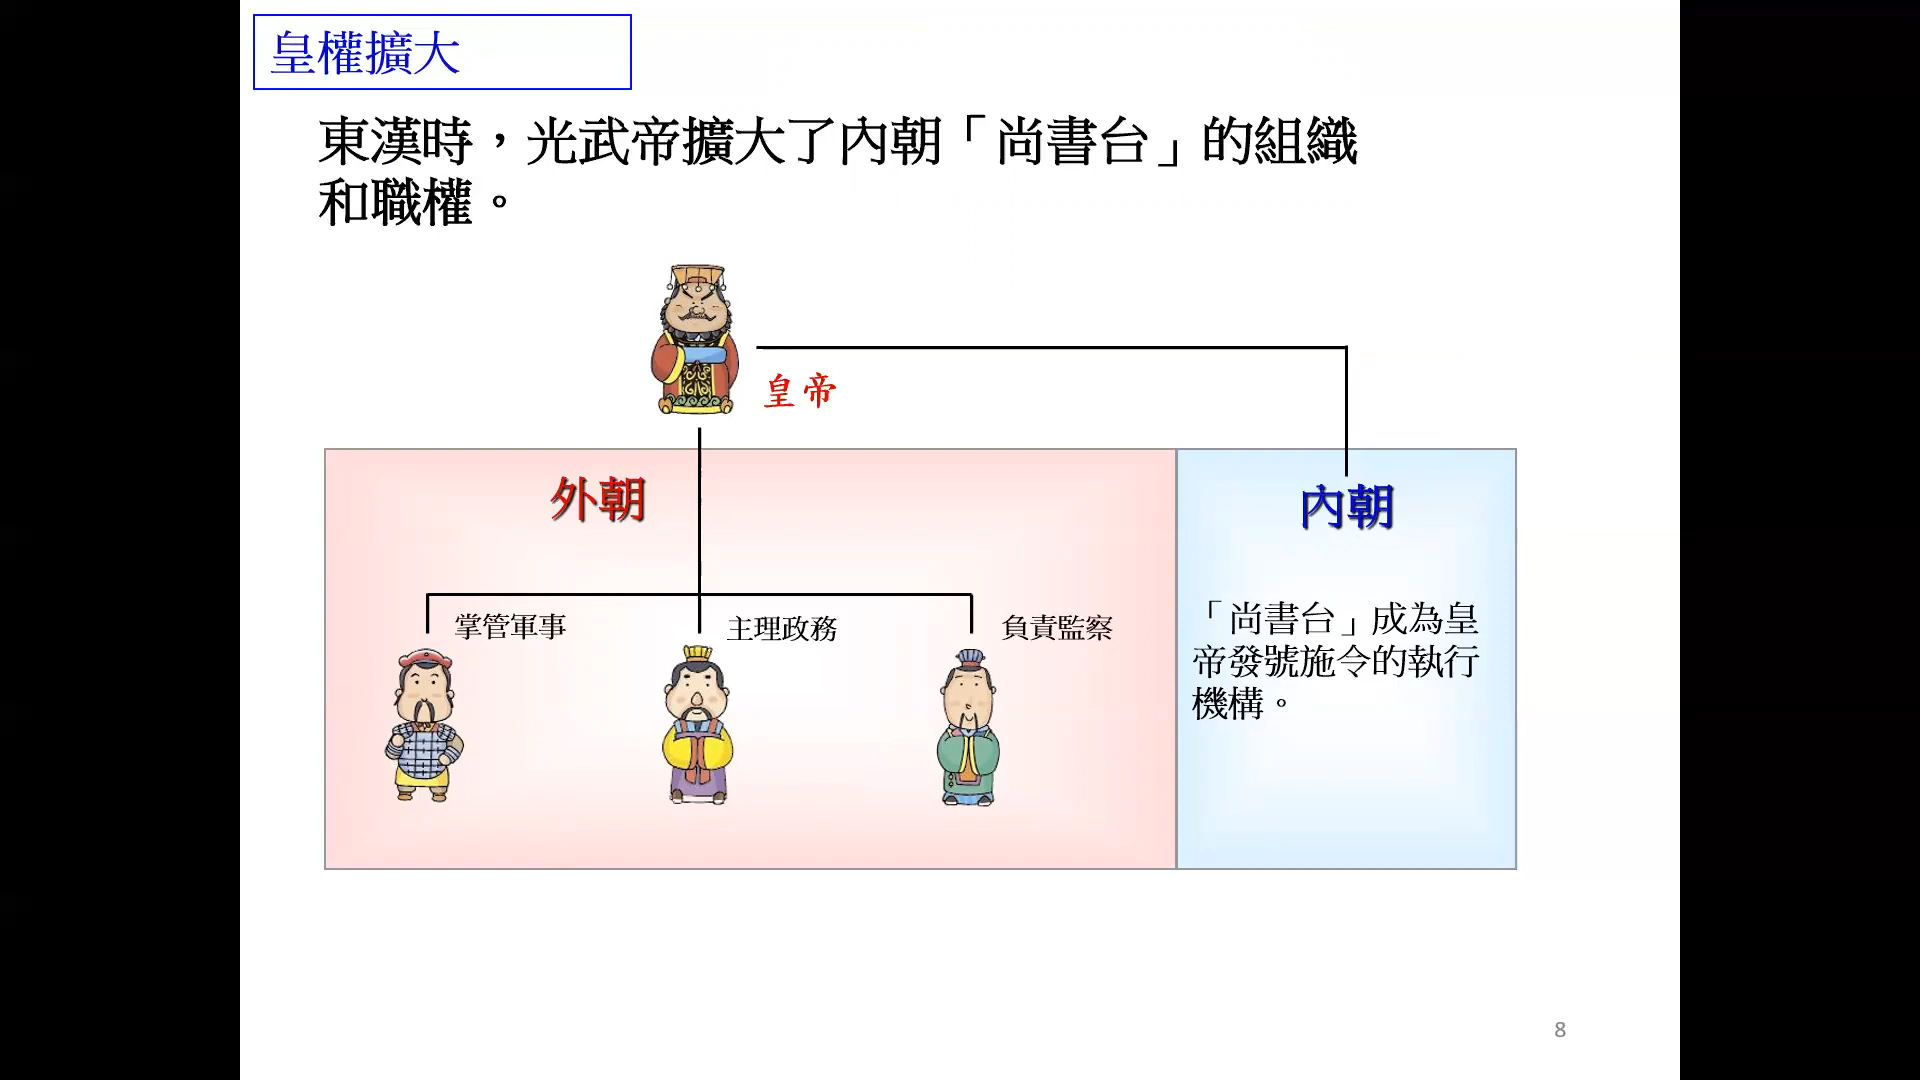 皇權擴大
東漢時，光武帝擴大了內朝「尚書台」的組織
和職權。
皇帝
外朝
內朝
掌管軍事
主理政務
負責監察
「尚書台」成為皇
帝發號施令的執行
機構。
8